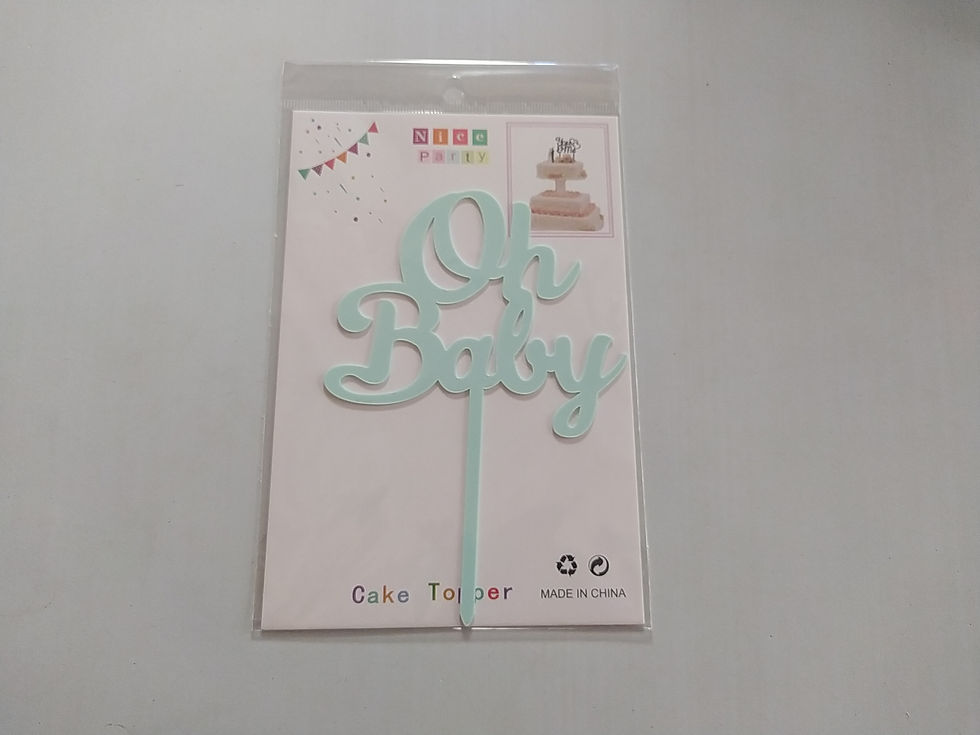 Nice
Party
Oh
Baby
Cake Topper
MADE IN CHINA